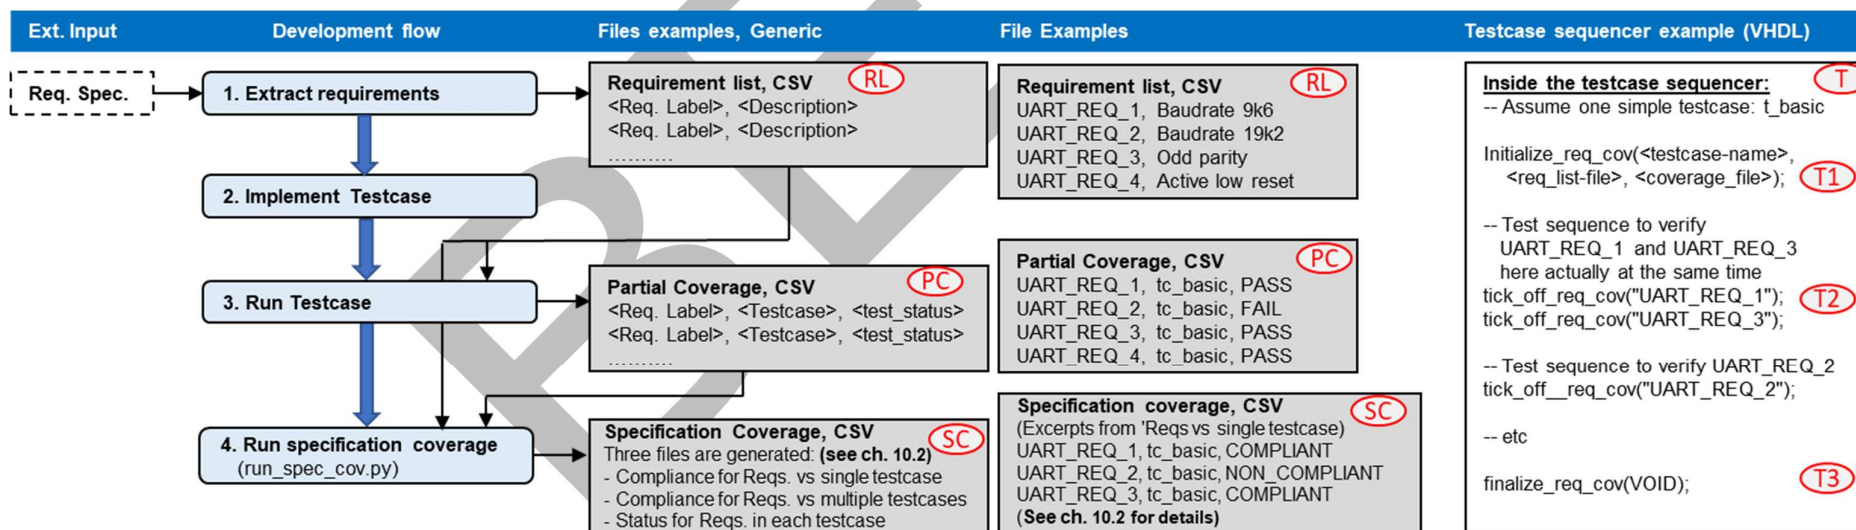 Ext. Input
Development flow
Files examples, Generic
File Examples
Testcase sequencer example (VHDL)
Req. Spec.
1. Extract requirements
2. Implement Testcase
3. Run Testcase
4. Run specification coverage
(run_spec_cov.py)
Requirement list, CSV
RL
<Req. Label>, <Description>
<Req. Label>, <Description>
..........
Partial Coverage, CSV
PC
<Req. Label>, <Testcase>, <test_status>
<Req. Label>, <Testcase>, <test_status>
..........
Specification Coverage, CSV
SC
Three files are generated: (see ch. 10.2)
- Compliance for Reqs. vs single testcase
- Compliance for Reqs. vs multiple testcases
- Status for Reqs. in each testcase
Requirement list, CSV
RL
UART_REQ_1, Baudrate 9k6
UART_REQ_2, Baudrate 19k2
UART_REQ_3, Odd parity
UART_REQ_4, Active low reset
Partial Coverage, CSV
PC
UART_REQ_1, tc_basic, PASS
UART_REQ_2, tc_basic, FAIL
UART_REQ_3, tc_basic, PASS
UART_REQ_4, tc_basic, PASS
Specification coverage, CSV
SC
(Excerpts from 'Reqs vs single testcase)
UART_REQ_1, tc_basic, COMPLIANT
UART_REQ_2, tc_basic, NON_COMPLIANT
UART_REQ_3, tc_basic, COMPLIANT
(See ch. 10.2 for details)
Inside the testcase sequencer:
T
-- Assume one simple testcase: t_basic
Initialize_req_cov(<testcase-name>,
<req_list-file>, <coverage_file>);
T1
-- Test sequence to verify
UART_REQ_1 and UART_REQ_3
here actually at the same time
tick_off_req_cov("UART_REQ_1");
T2
tick_off_req_cov("UART_REQ_3");
-- Test sequence to verify UART_REQ_2
tick_off__req_cov("UART_REQ_2");
-- etc
finalize_req_cov(VOID);
T3